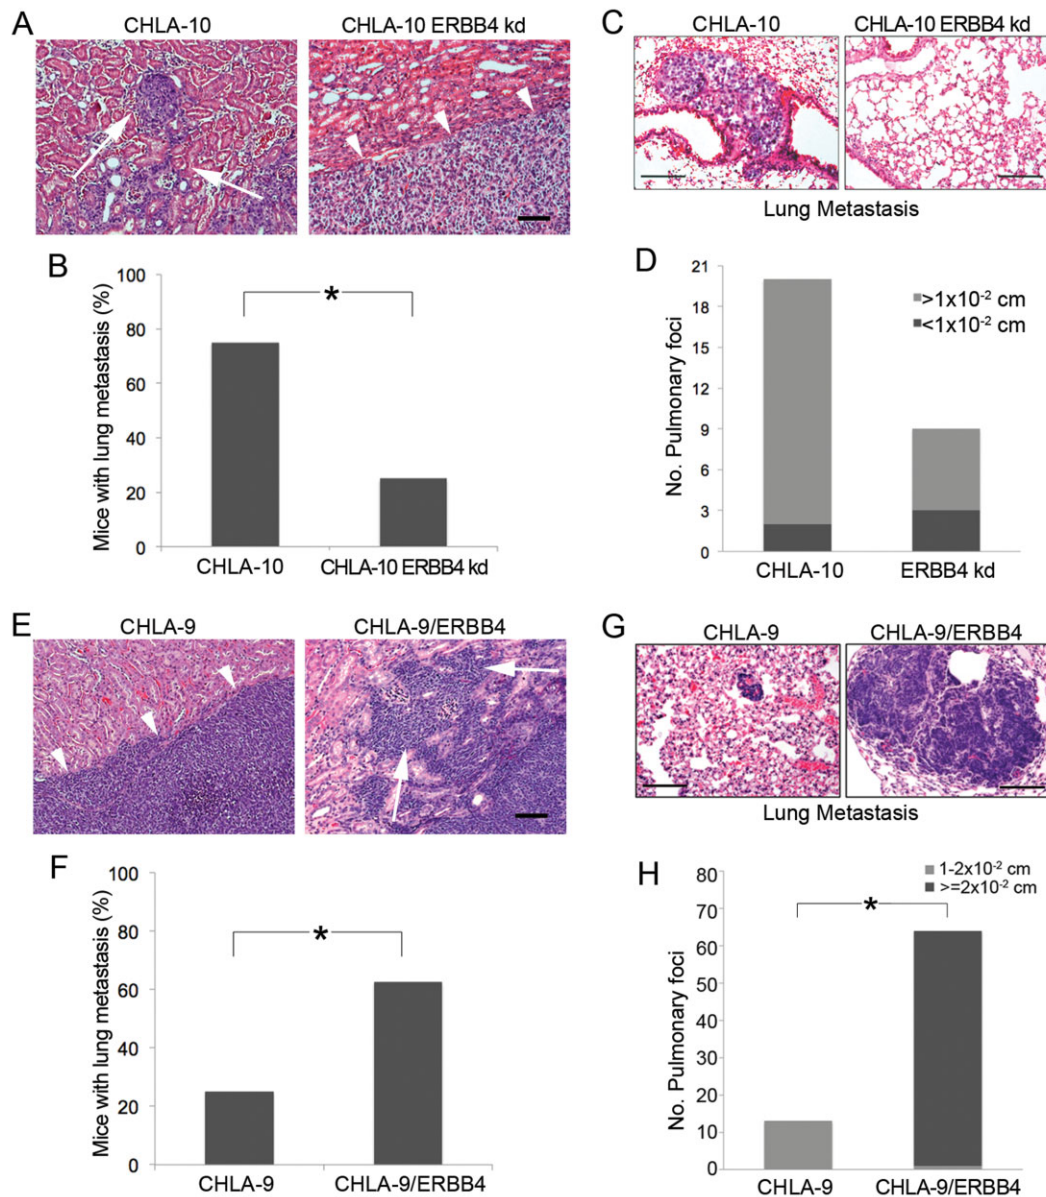 A
CHLA-10
CHLA-10 ERBB4 kd
C
CHLA-10
CHLA-10 ERBB4 kd
Lung Metastasis
B
Mice with lung metastasis (%)
100
80
60
40
20
0
*
CHLA-10
CHLA-10 ERBB4 kd
D
No. Pulmonary foci
21
18
15
12
9
6
3
0
>1x10⁻² cm
<1x10⁻² cm
CHLA-10
ERBB4 kd
E
CHLA-9
CHLA-9/ERBB4
G
CHLA-9
CHLA-9/ERBB4
Lung Metastasis
F
Mice with lung metastasis (%)
100
80
60
40
20
0
*
CHLA-9
CHLA-9/ERBB4
H
No. Pulmonary foci
80
70
60
50
40
30
20
10
0
1-2x10⁻² cm
>=2x10⁻² cm
*
CHLA-9
CHLA-9/ERBB4